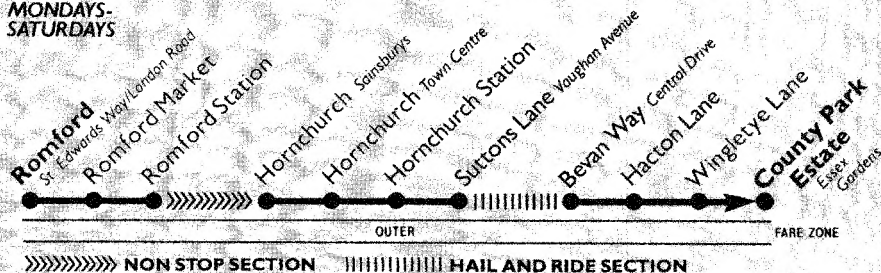 MONDAYS-
SATURDAYS
Romford
St. Edwards Way/London Road
Romford Market
Romford Station
Hornchurch Sainsburys
Hornchurch Town Centre
Hornchurch Station
Suttons Lane Vaughan Avenue
Bevan Way Central Drive
Hacton Lane
Wingletye Lane
County Park
Estate
Essex
Gardens
OUTER
FARE ZONE
NON STOP SECTION
HAIL AND RIDE SECTION